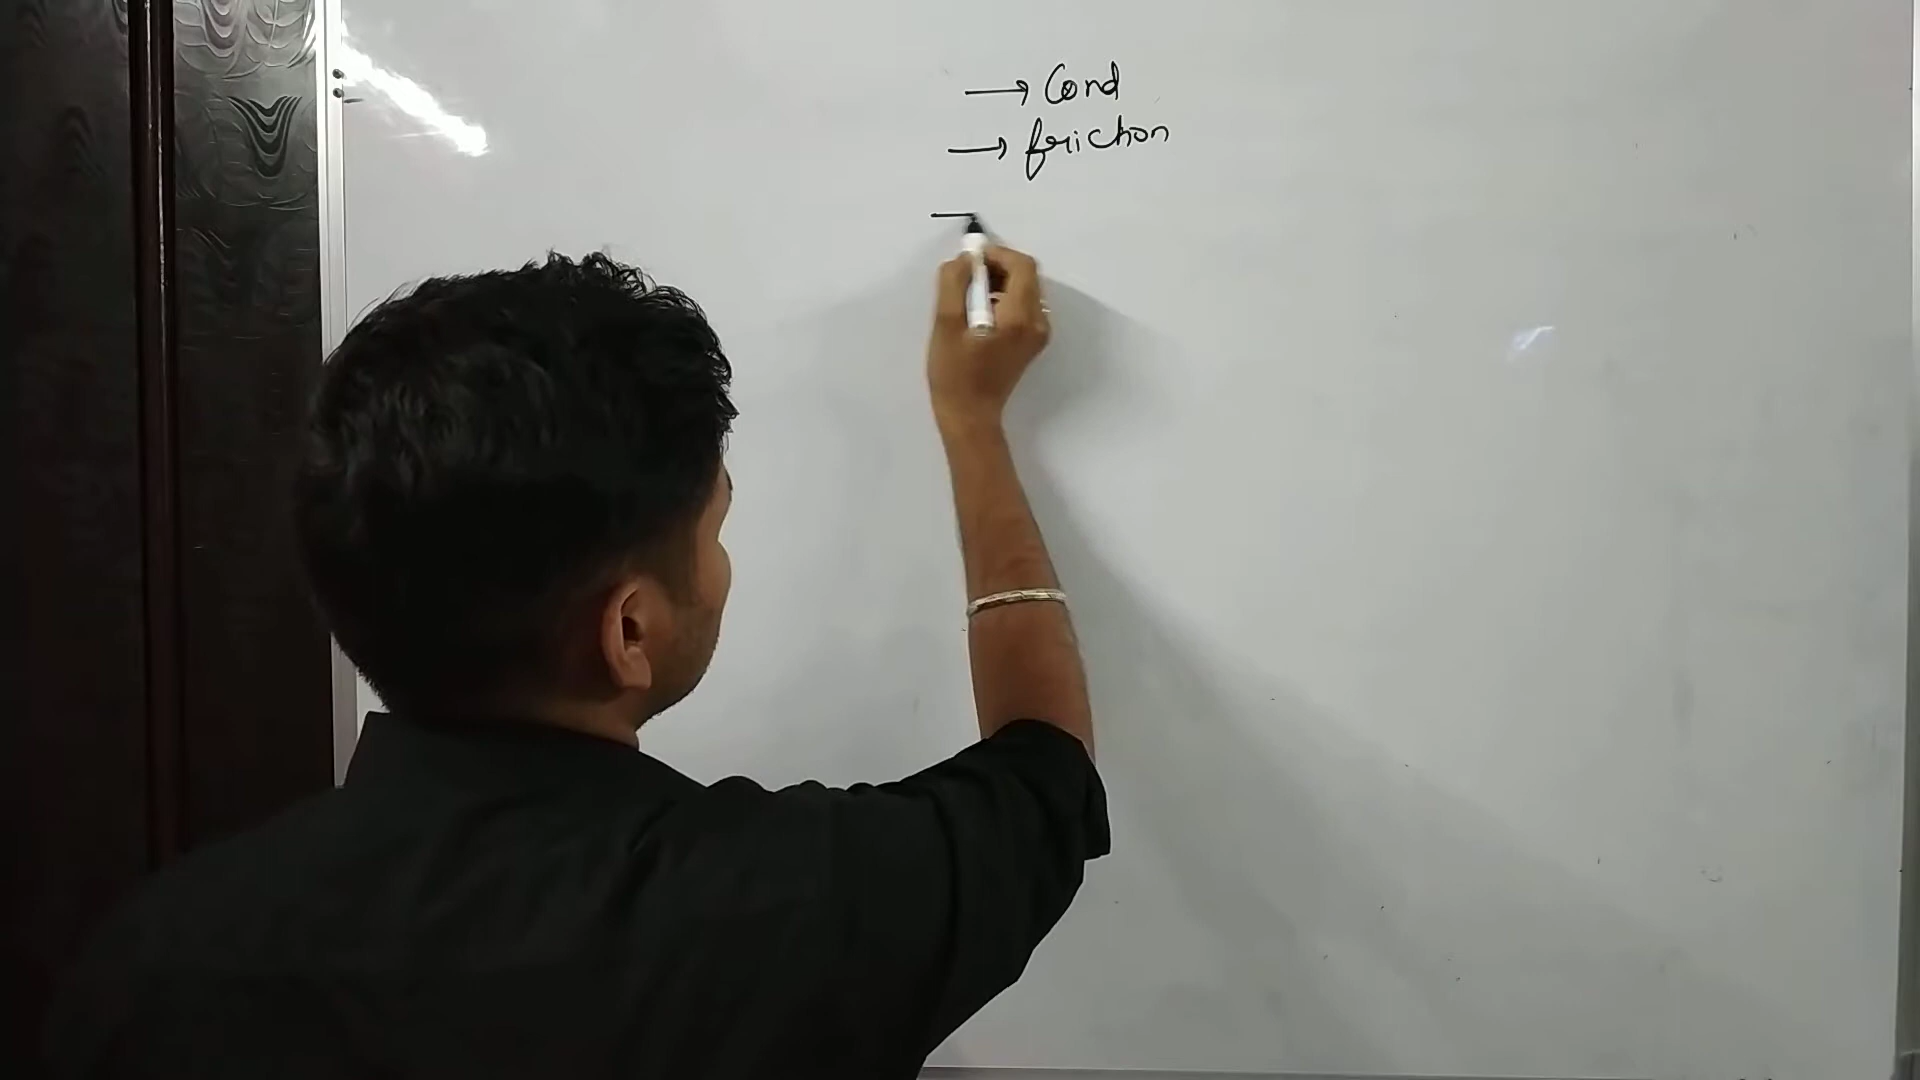 → Cond
→ friction
—